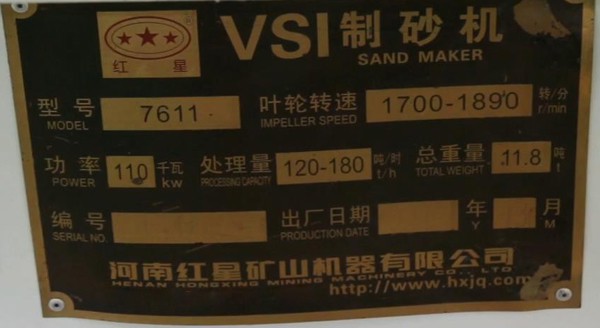 红星
VSI制砂机
SAND MAKER
型号 7611 叶轮转速 1700-1890 转/分
MODEL IMPELLER SPEED r/min
功率 110 千瓦 处理量 120-180 吨/时 总重量 11.8 吨
POWER kw PROCESSING CAPACITY t/h TOTAL WEIGHT t
编号 出厂日期 年 月
SERIAL NO. PRODUCTION DATE Y M
河南红星矿山机器有限公司
HENAN HONGXING MINING MACHINERY CO., LTD
http://www.hxjq.com